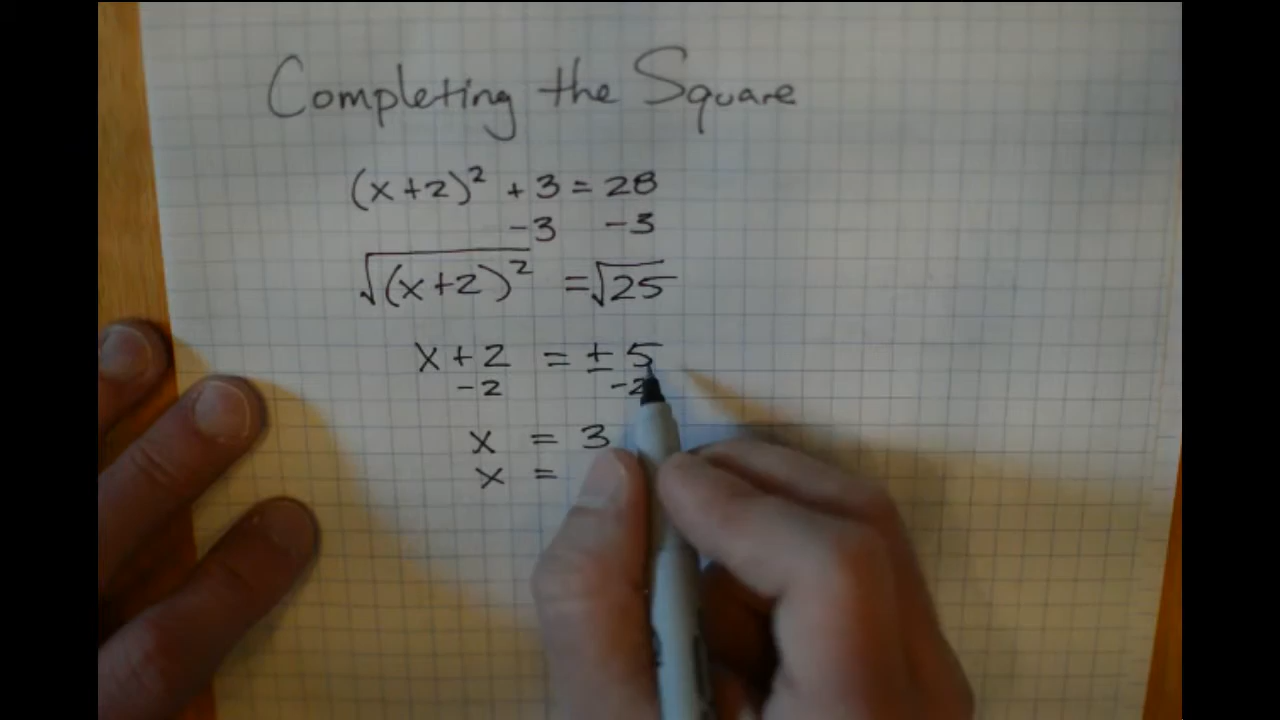 Completing the Square
(x+2)² + 3 = 28
-3 -3
√(x+2)² = √25
x + 2 = ± 5
-2 -2
x = 3
x =